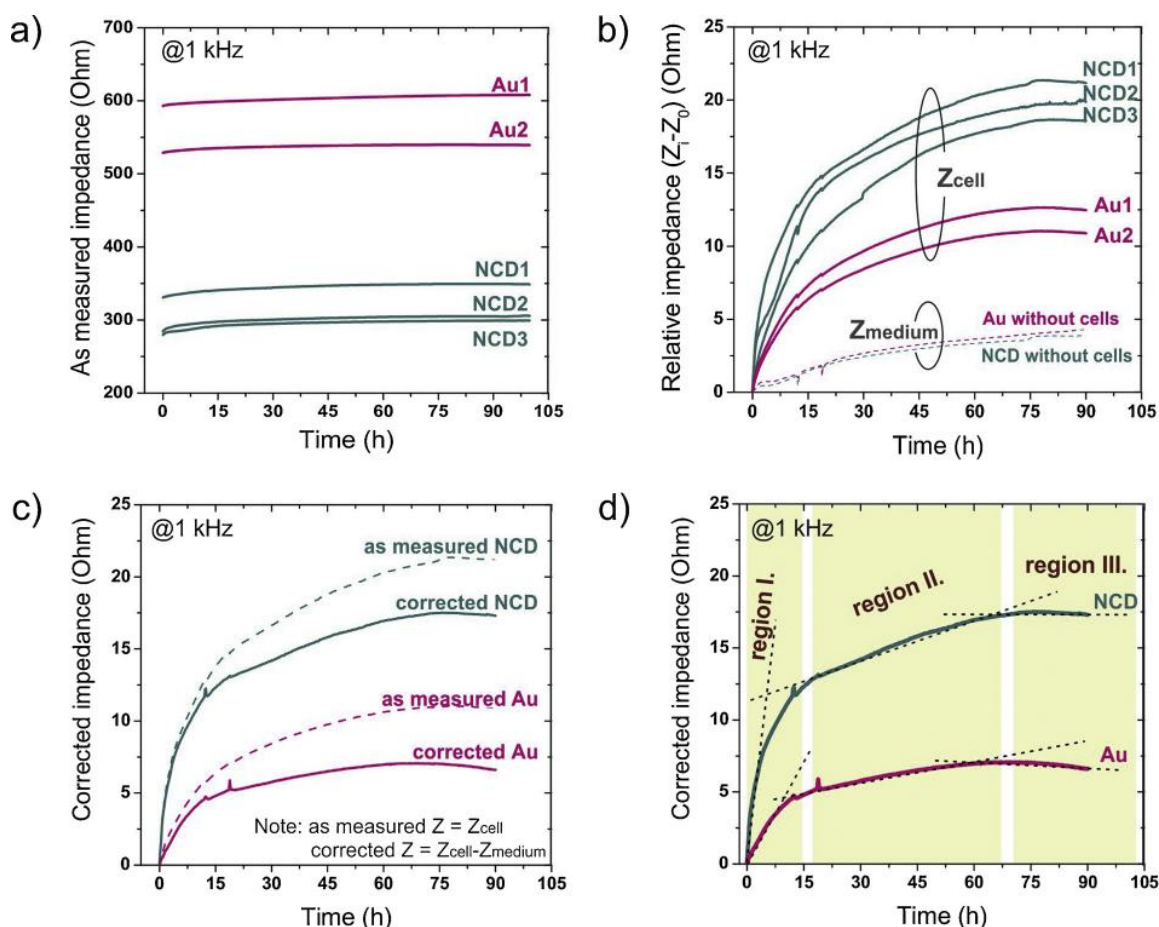 a)
@1 kHz
As measured impedance (Ohm)
700
600
500
400
300
200
Au1
Au2
NCD1
NCD2
NCD3
0 15 30 45 60 75 90 105
Time (h)
b)
@1 kHz
Relative impedance (Zi-Z0) (Ohm)
25
20
15
10
5
0
NCD1
NCD2
NCD3
Zcell
Au1
Au2
Zmedium
Au without cells
NCD without cells
0 15 30 45 60 75 90 105
Time (h)
c)
@1 kHz
Corrected impedance (Ohm)
25
20
15
10
5
0
as measured NCD
corrected NCD
as measured Au
corrected Au
Note: as measured Z = Zcell
corrected Z = Zcell-Zmedium
0 15 30 45 60 75 90 105
Time (h)
d)
@1 kHz
Corrected impedance (Ohm)
25
20
15
10
5
0
region I.
region II.
region III.
NCD
Au
0 15 30 45 60 75 90 105
Time (h)